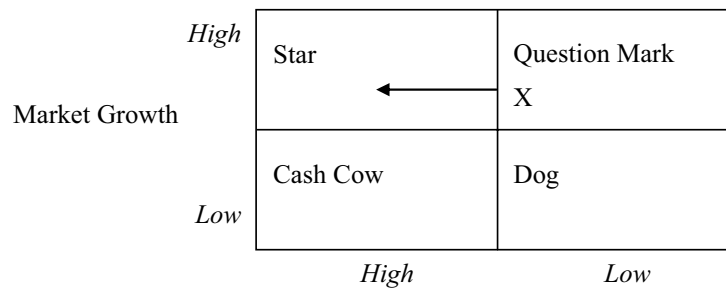 High
Star
Question Mark
X
Market Growth
Cash Cow
Dog
Low
High
Low